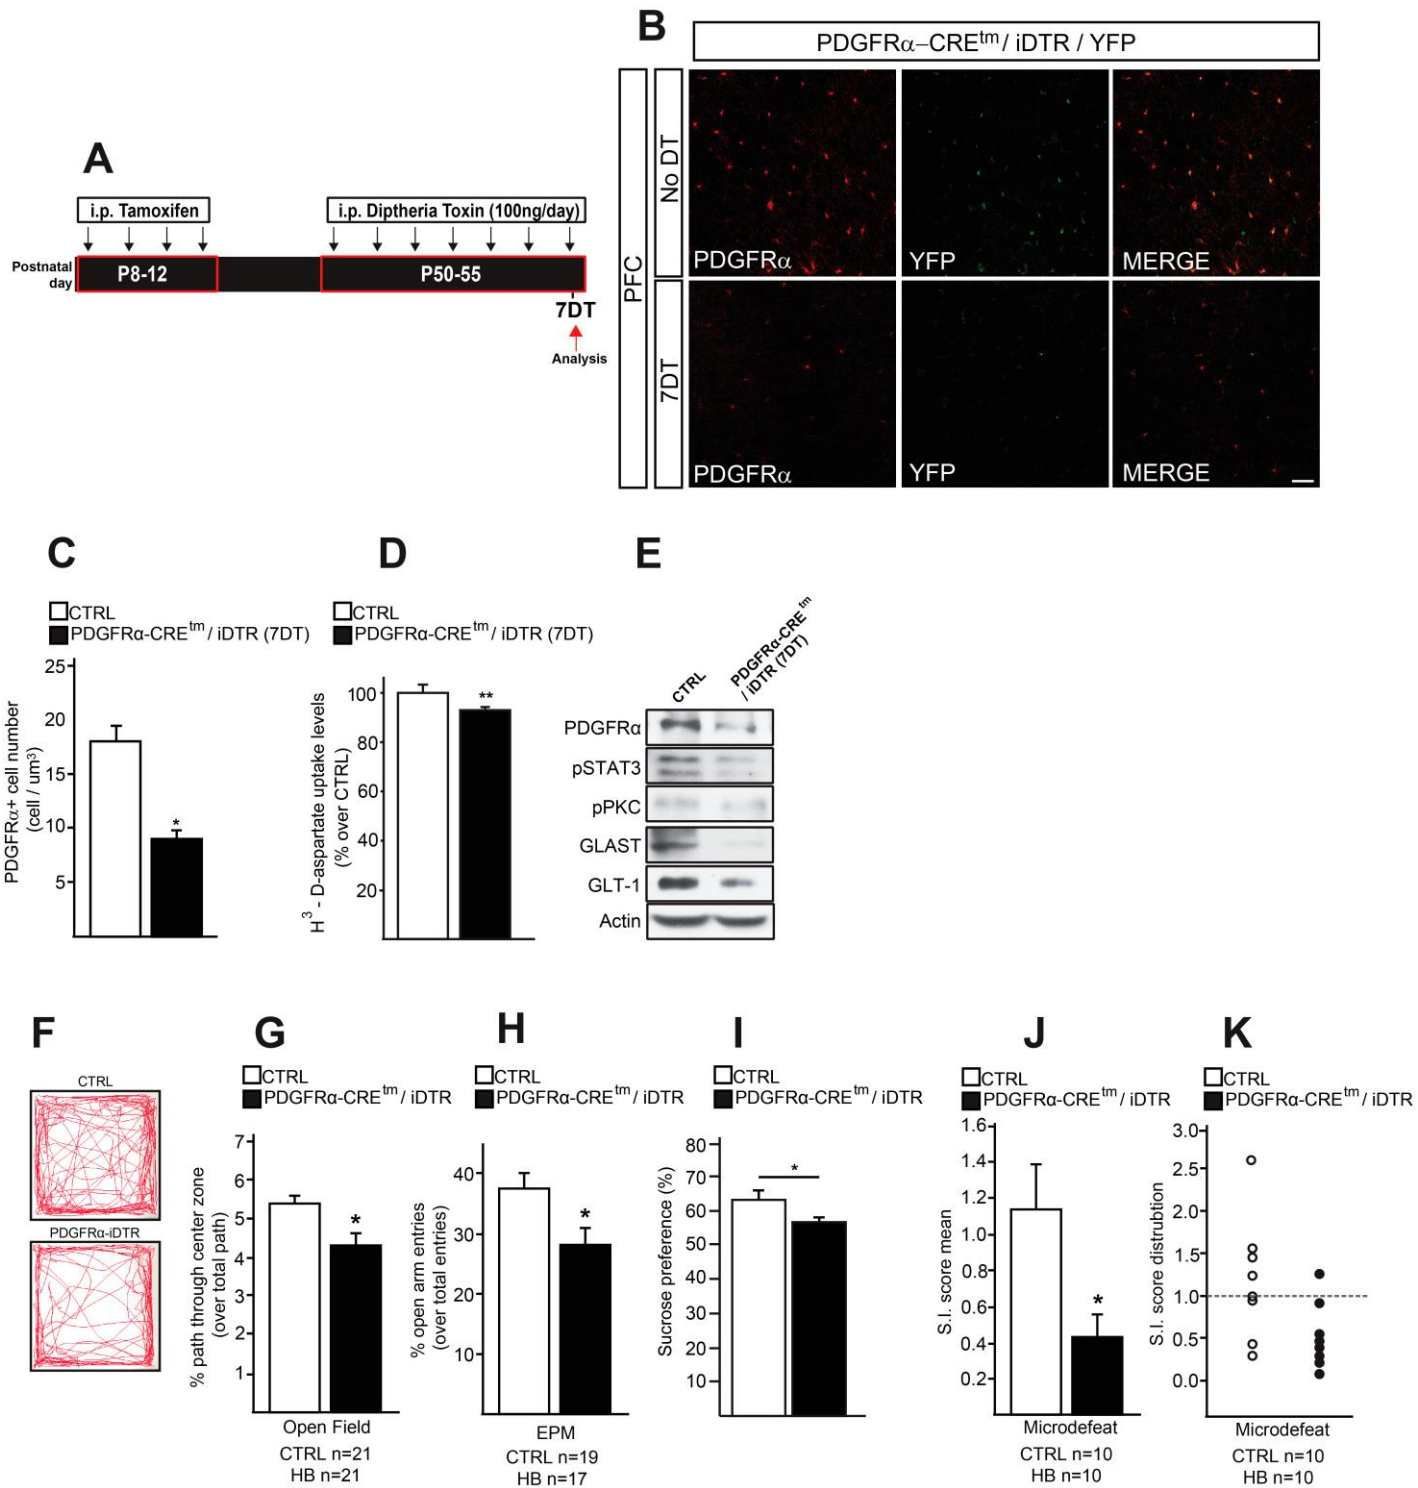 A
i.p. Tamoxifen
i.p. Diptheria Toxin (100ng/day)
Postnatal
day
P8-12
P50-55
7DT
Analysis
B
PDGFRα–CREtm / iDTR / YFP
PFC
No DT
PDGFRα
YFP
MERGE
7DT
PDGFRα
YFP
MERGE
C
CTRL
PDGFRα-CREtm / iDTR (7DT)
PDGFRα+ cell number
(cell / um3)
25
20
15
10
5
*
D
CTRL
PDGFRα-CREtm / iDTR (7DT)
H3 - D-aspartate uptake levels
(% over CTRL)
100
80
60
40
20
**
E
CTRL
PDGFRα-CREtm
/ iDTR (7DT)
PDGFRα
pSTAT3
pPKC
GLAST
GLT-1
Actin
F
CTRL
PDGFRα-iDTR
G
CTRL
PDGFRα-CREtm / iDTR
% path through center zone
(over total path)
7
6
5
4
3
2
1
*
Open Field
CTRL n=21
HB n=21
H
CTRL
PDGFRα-CREtm / iDTR
% open arm entries
(over total entries)
40
30
20
10
*
EPM
CTRL n=19
HB n=17
I
CTRL
PDGFRα-CREtm / iDTR
Sucrose preference (%)
80
70
60
50
40
30
20
10
*
J
CTRL
PDGFRα-CREtm / iDTR
S.I. score mean
1.6
1.4
1.2
1.0
0.8
0.6
0.4
0.2
*
Microdefeat
CTRL n=10
HB n=10
K
CTRL
PDGFRα-CREtm / iDTR
S.I. score distrubtion
3.0
2.5
2.0
1.5
1.0
0.5
0.0
Microdefeat
CTRL n=10
HB n=10